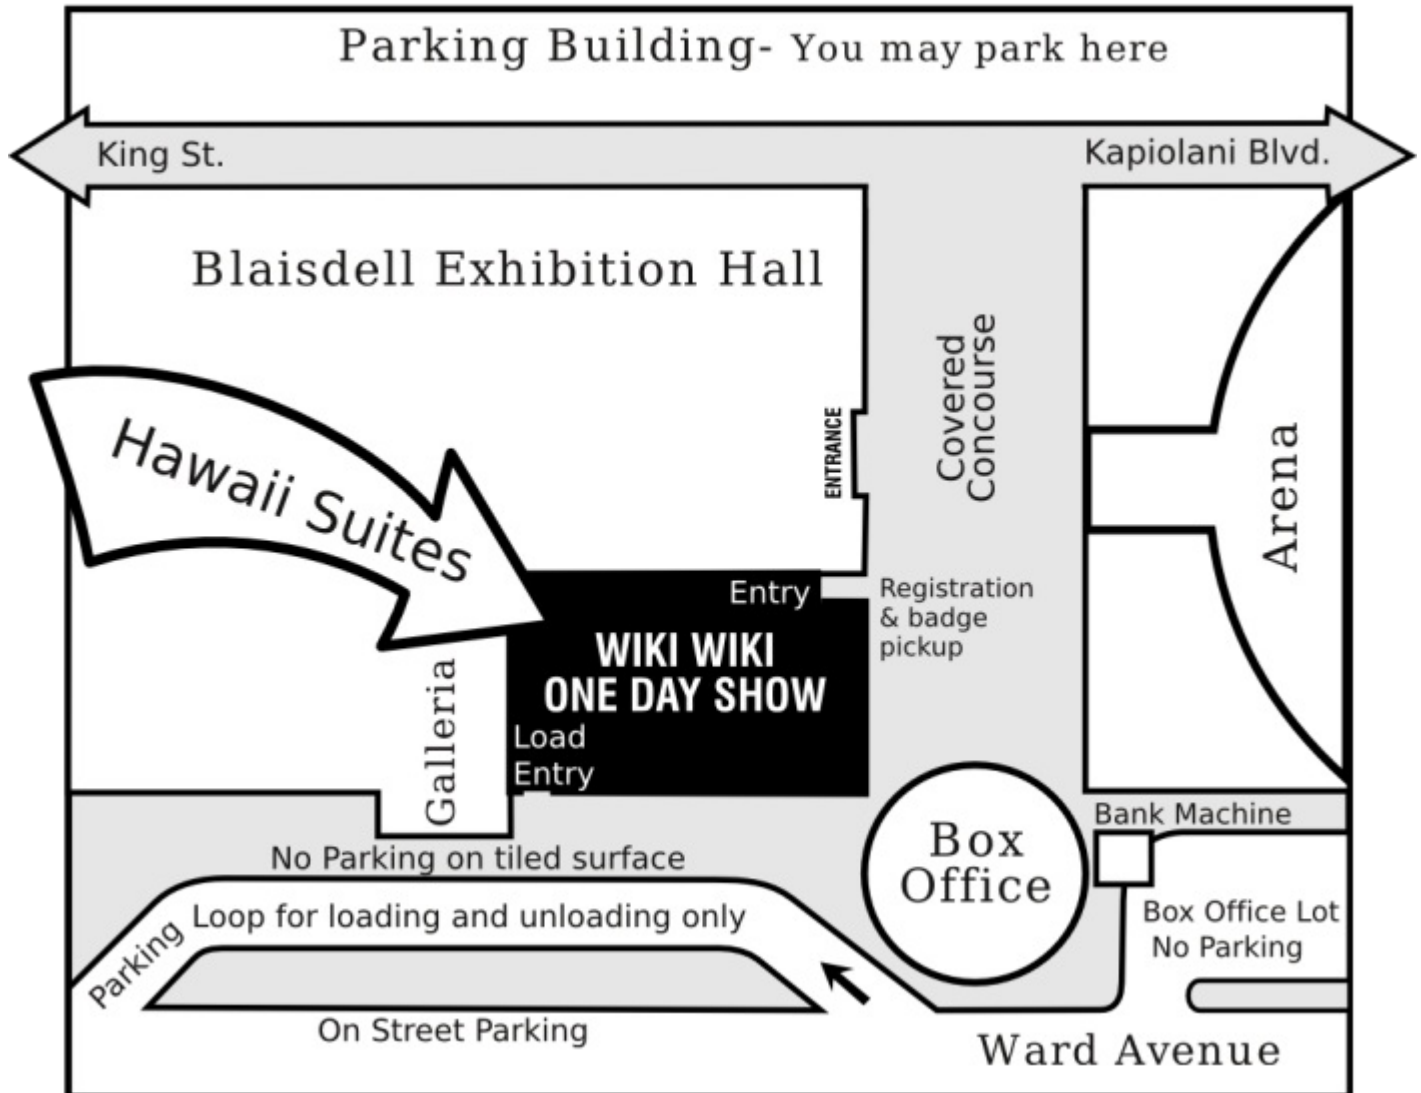 Parking Building- You may park here
King St.
Kapiolani Blvd.
Blaisdell Exhibition Hall
Covered
Concourse
ENTRANCE
Arena
Hawaii Suites
Entry
Registration
& badge
pickup
WIKI WIKI
ONE DAY SHOW
Galleria
Load
Entry
Bank Machine
Box
Office
No Parking on tiled surface
Loop for loading and unloading only
Parking
Box Office Lot
No Parking
On Street Parking
Ward Avenue